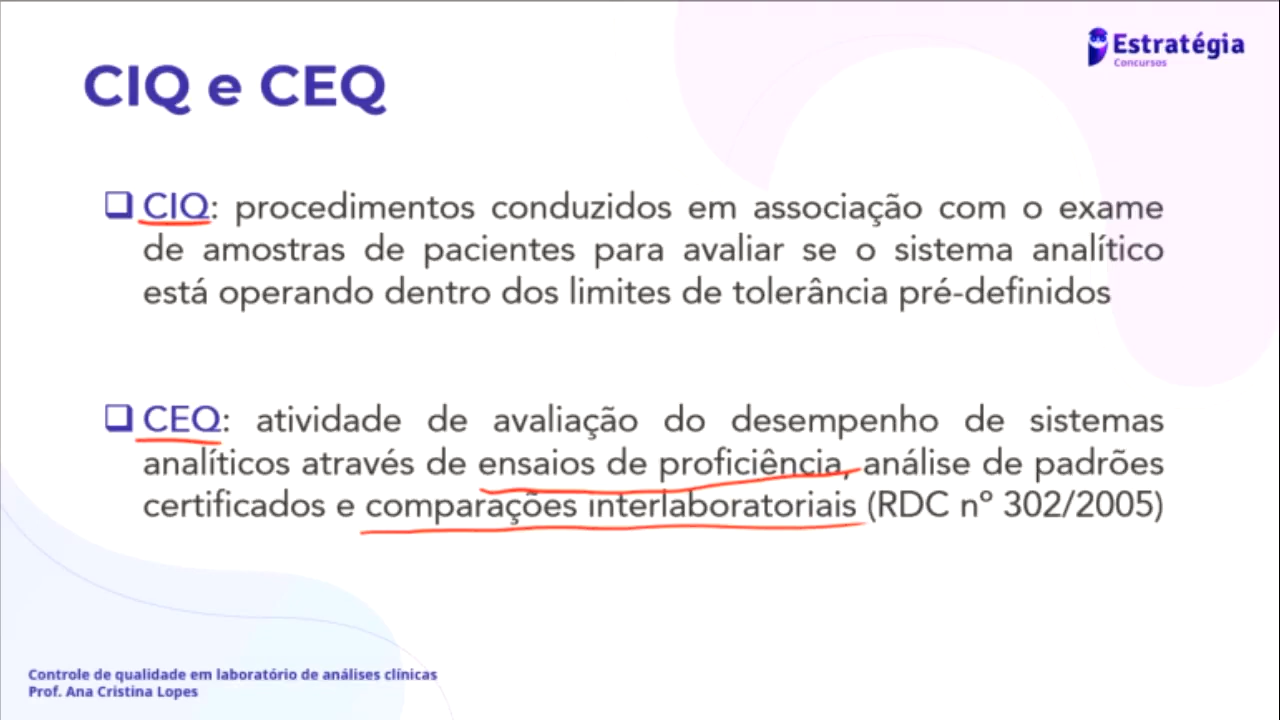 Estratégia
Concursos
CIQ e CEQ
CIQ: procedimentos conduzidos em associação com o exame
de amostras de pacientes para avaliar se o sistema analítico
está operando dentro dos limites de tolerância pré-definidos
CEQ: atividade de avaliação do desempenho de sistemas
analíticos através de ensaios de proficiência, análise de padrões
certificados e comparações interlaboratoriais (RDC nº 302/2005)
Controle de qualidade em laboratório de análises clínicas
Prof. Ana Cristina Lopes